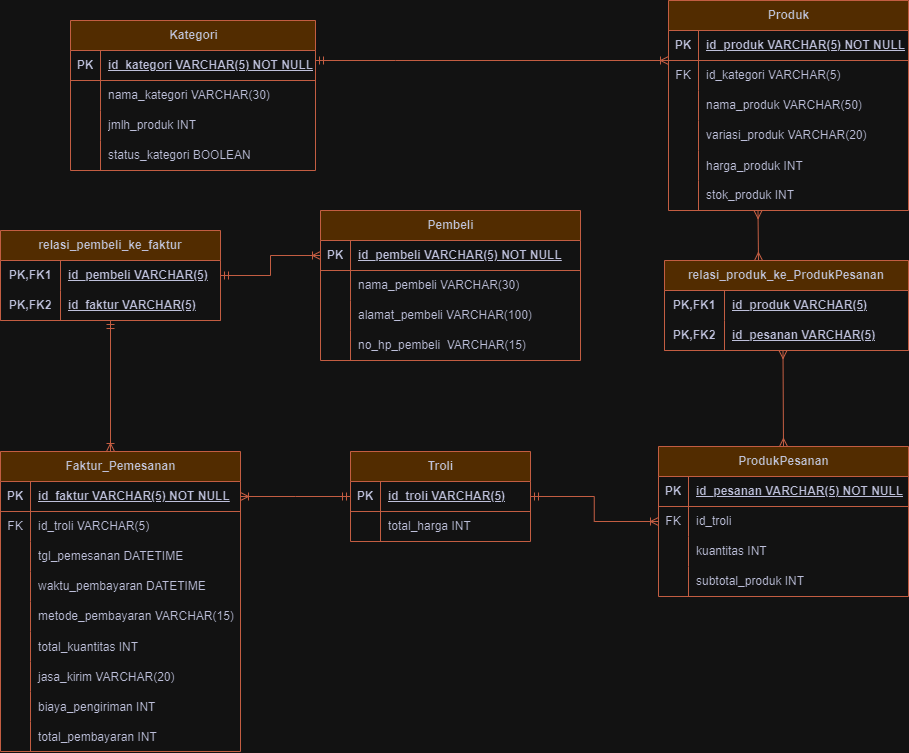 Kategori
PK id_kategori VARCHAR(5) NOT NULL
nama_kategori VARCHAR(30)
jmlh_produk INT
status_kategori BOOLEAN
Produk
PK id_produk VARCHAR(5) NOT NULL
FK id_kategori VARCHAR(5)
nama_produk VARCHAR(50)
variasi_produk VARCHAR(20)
harga_produk INT
stok_produk INT
relasi_pembeli_ke_faktur
PK,FK1 id_pembeli VARCHAR(5)
PK,FK2 id_faktur VARCHAR(5)
Pembeli
PK id_pembeli VARCHAR(5) NOT NULL
nama_pembeli VARCHAR(30)
alamat_pembeli VARCHAR(100)
no_hp_pembeli VARCHAR(15)
relasi_produk_ke_ProdukPesanan
PK,FK1 id_produk VARCHAR(5)
PK,FK2 id_pesanan VARCHAR(5)
Faktur_Pemesanan
PK id_faktur VARCHAR(5) NOT NULL
FK id_troli VARCHAR(5)
tgl_pemesanan DATETIME
waktu_pembayaran DATETIME
metode_pembayaran VARCHAR(15)
total_kuantitas INT
jasa_kirim VARCHAR(20)
biaya_pengiriman INT
total_pembayaran INT
Troli
PK id_troli VARCHAR(5)
total_harga INT
ProdukPesanan
PK id_pesanan VARCHAR(5) NOT NULL
FK id_troli
kuantitas INT
subtotal_produk INT